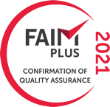 FAIM
PLUS
CONFIRMATION OF
QUALITY ASSURANCE
2021